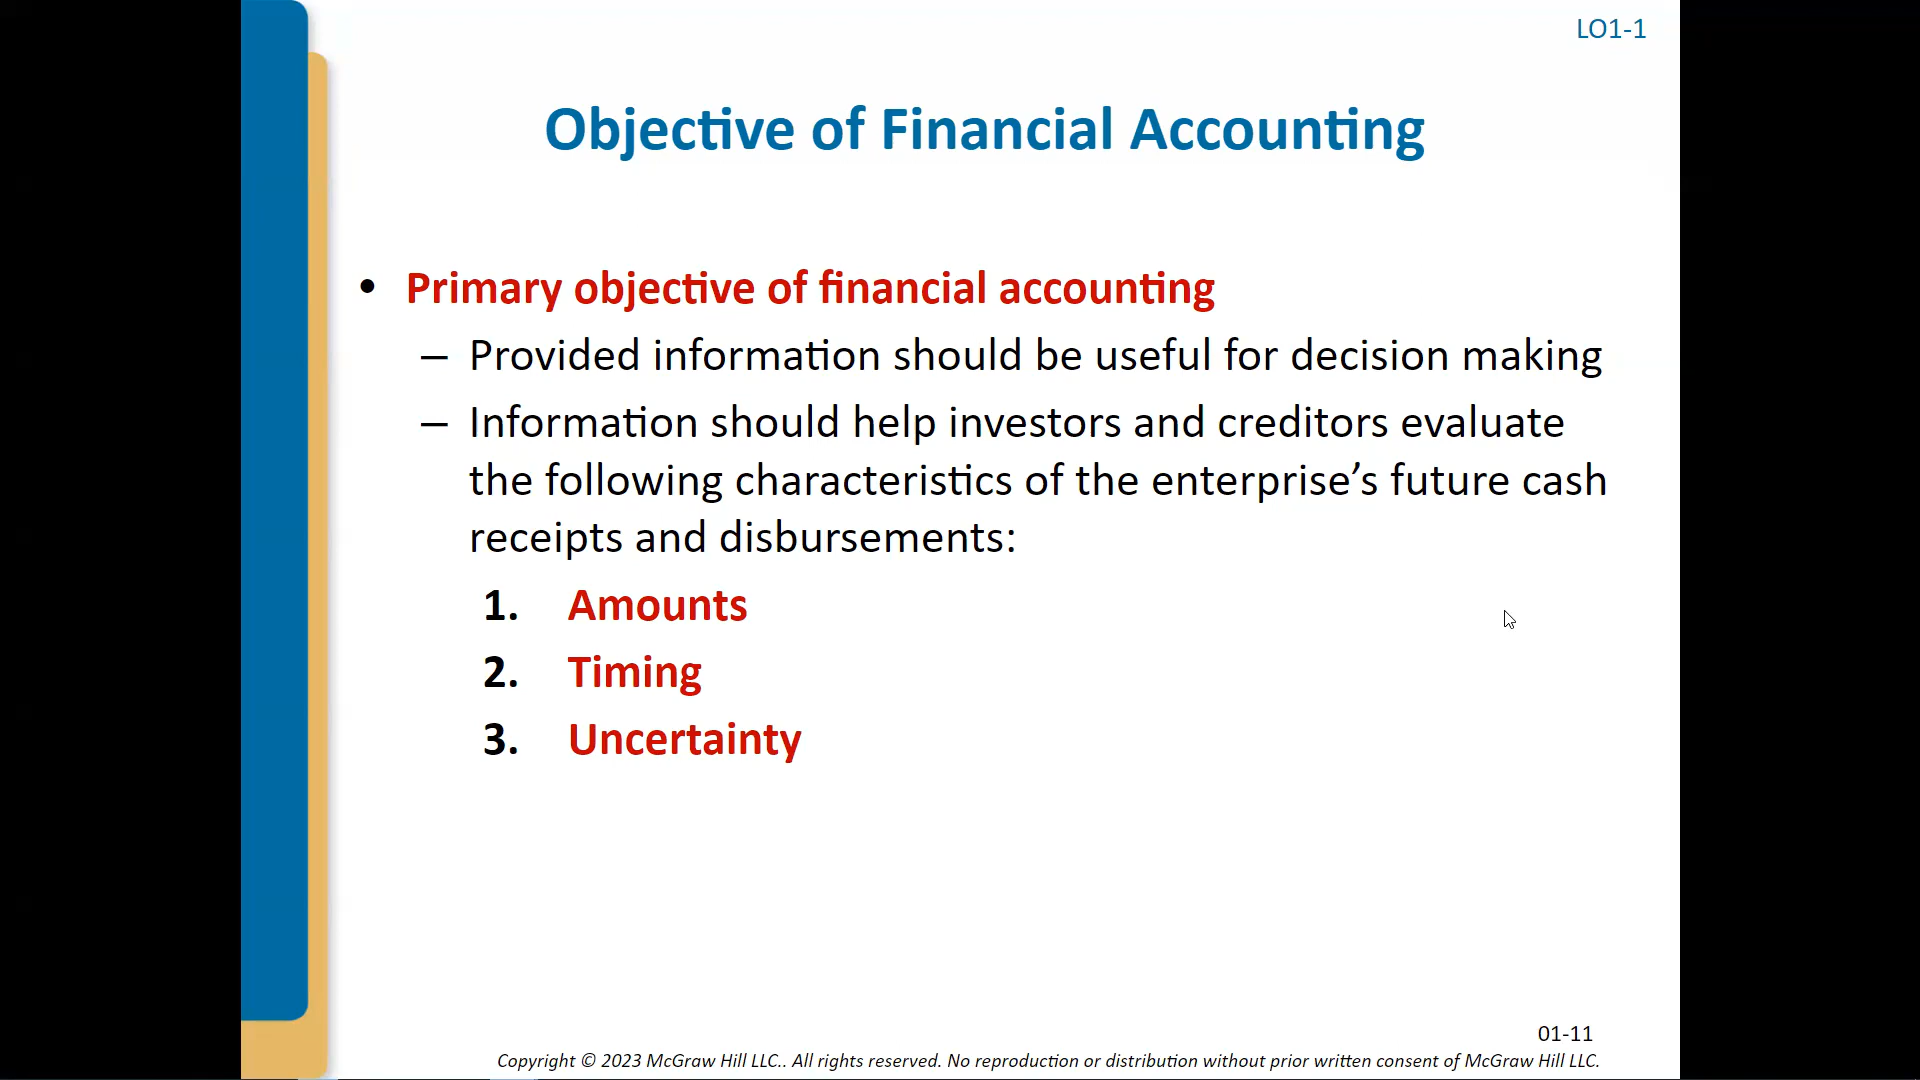 LO1-1
Objective of Financial Accounting
• Primary objective of financial accounting
– Provided information should be useful for decision making
– Information should help investors and creditors evaluate
the following characteristics of the enterprise’s future cash
receipts and disbursements:
1. Amounts
2. Timing
3. Uncertainty
01-11
Copyright © 2023 McGraw Hill LLC.. All rights reserved. No reproduction or distribution without prior written consent of McGraw Hill LLC.